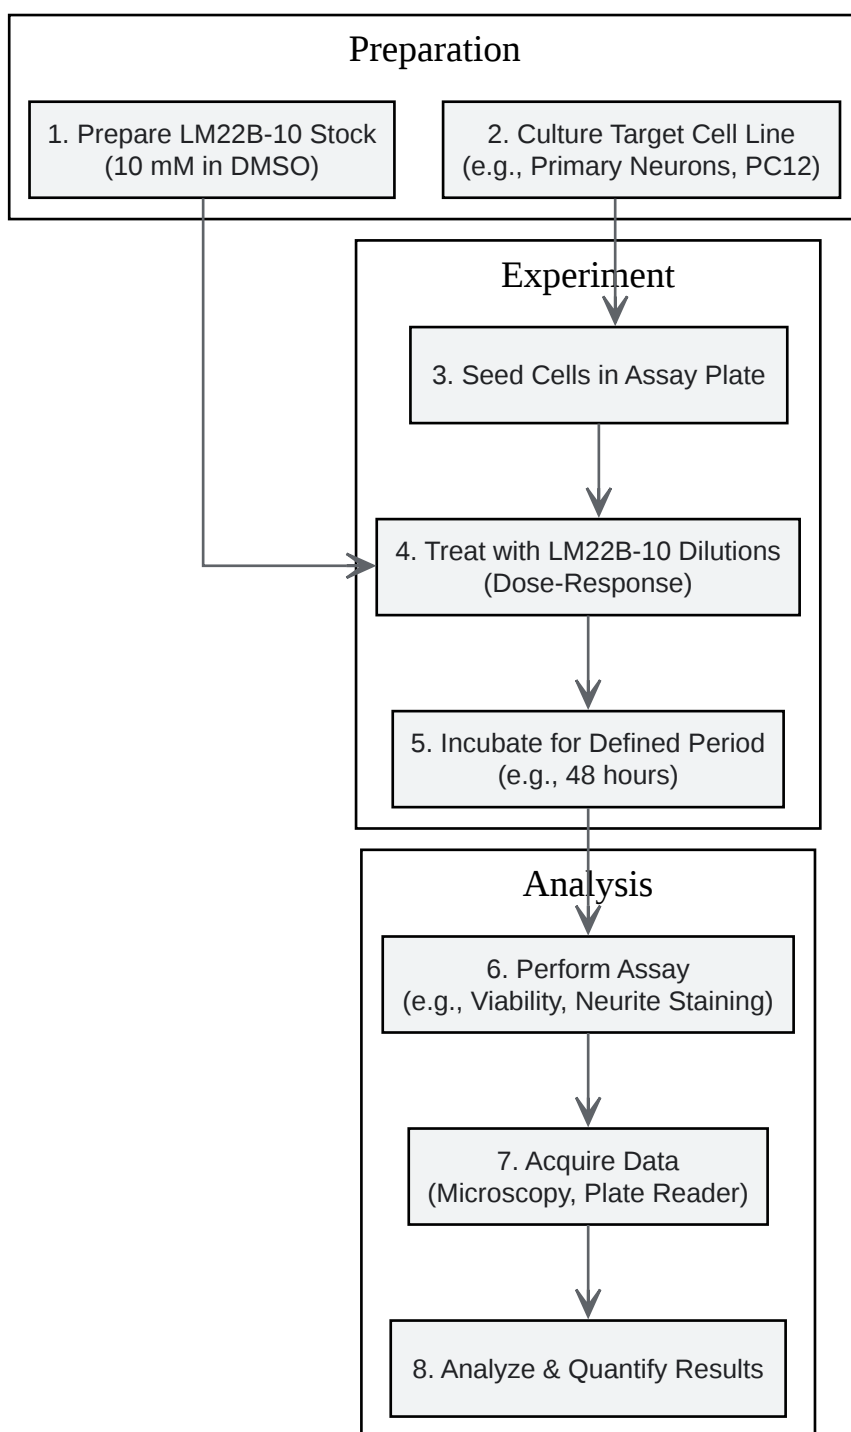 Preparation
1. Prepare LM22B-10 Stock
(10 mM in DMSO)
2. Culture Target Cell Line
(e.g., Primary Neurons, PC12)
Experiment
3. Seed Cells in Assay Plate
4. Treat with LM22B-10 Dilutions
(Dose-Response)
5. Incubate for Defined Period
(e.g., 48 hours)
Analysis
6. Perform Assay
(e.g., Viability, Neurite Staining)
7. Acquire Data
(Microscopy, Plate Reader)
8. Analyze & Quantify Results